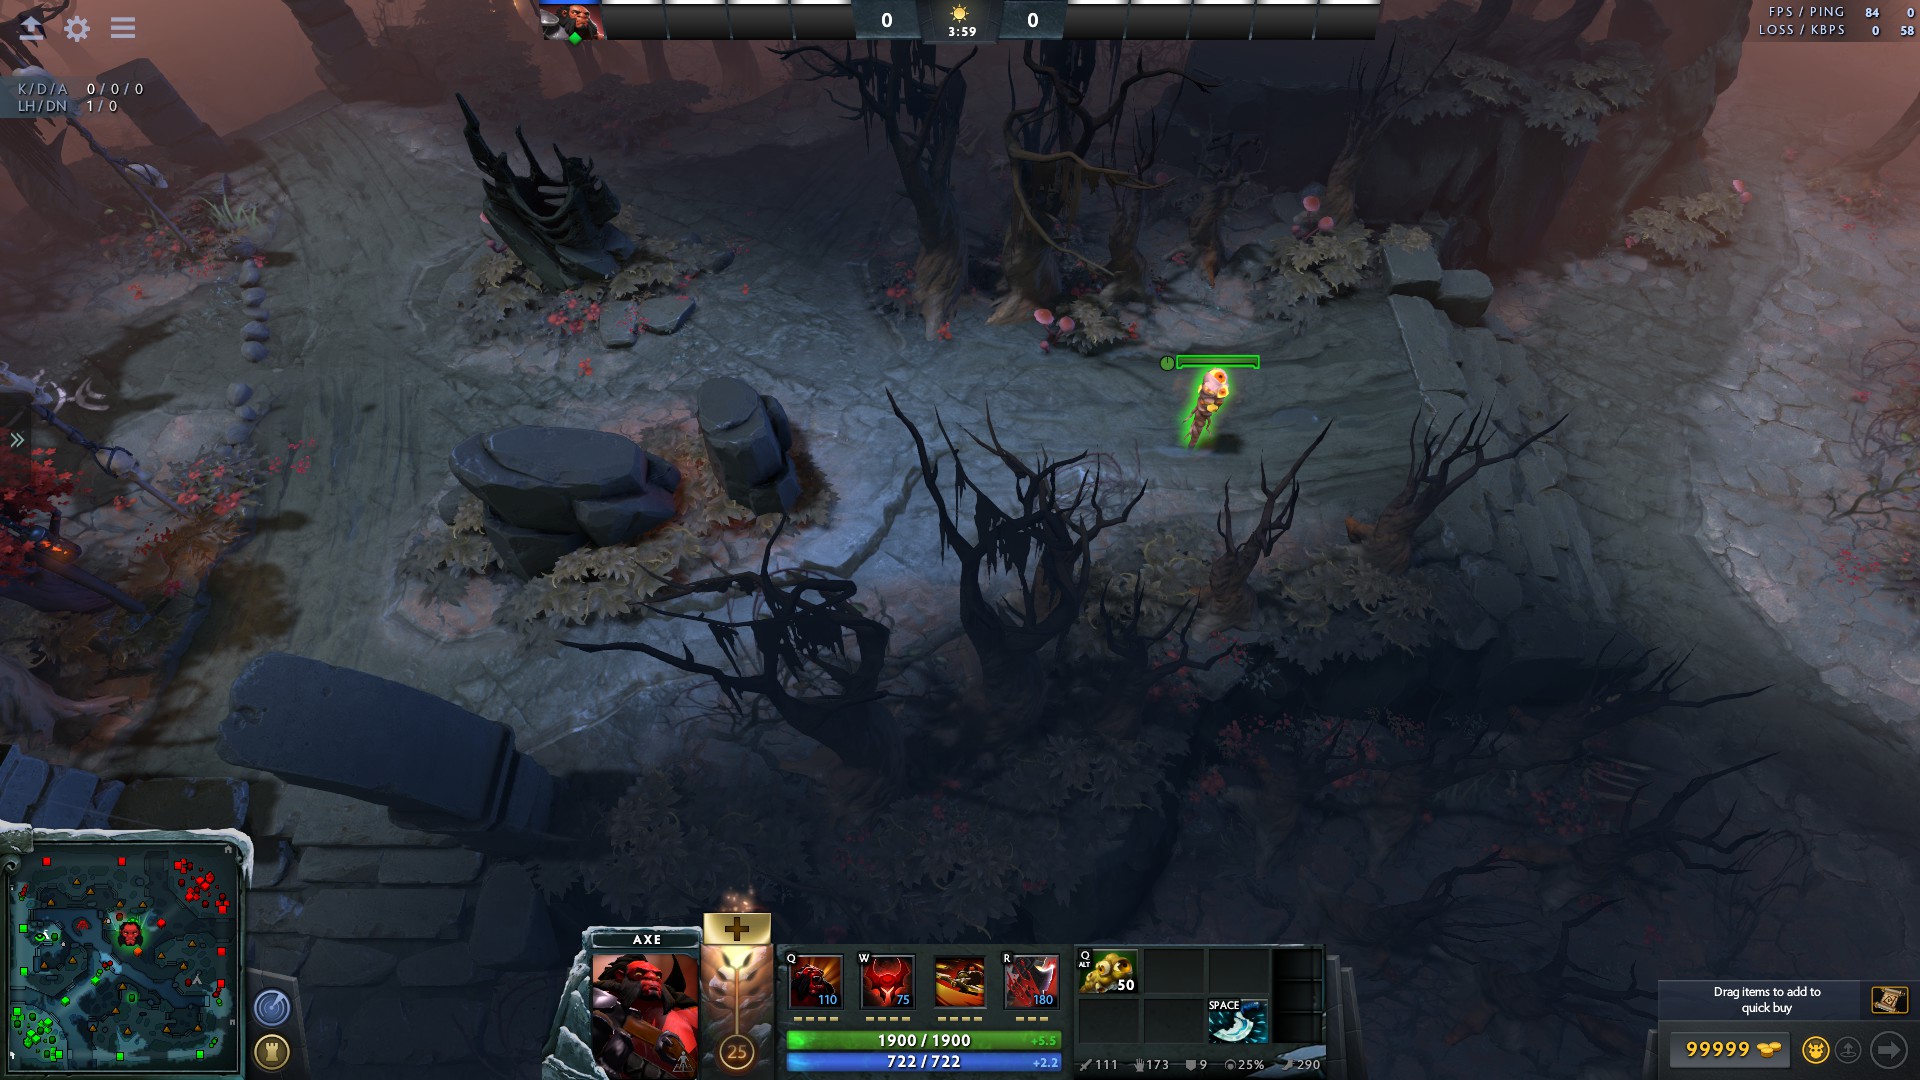 0
3:59
0
FPS / PING 84 0
LOSS / KBPS 0 58
K/D/A 0 / 0 / 0
LH/DN 1 / 0
AXE
25
Q
110
W
75
R
180
1900 / 1900
+5.5
722 / 722
+2.2
Q
ALT
50
SPACE
111
173
9
25%
290
Drag items to add to
quick buy
99999